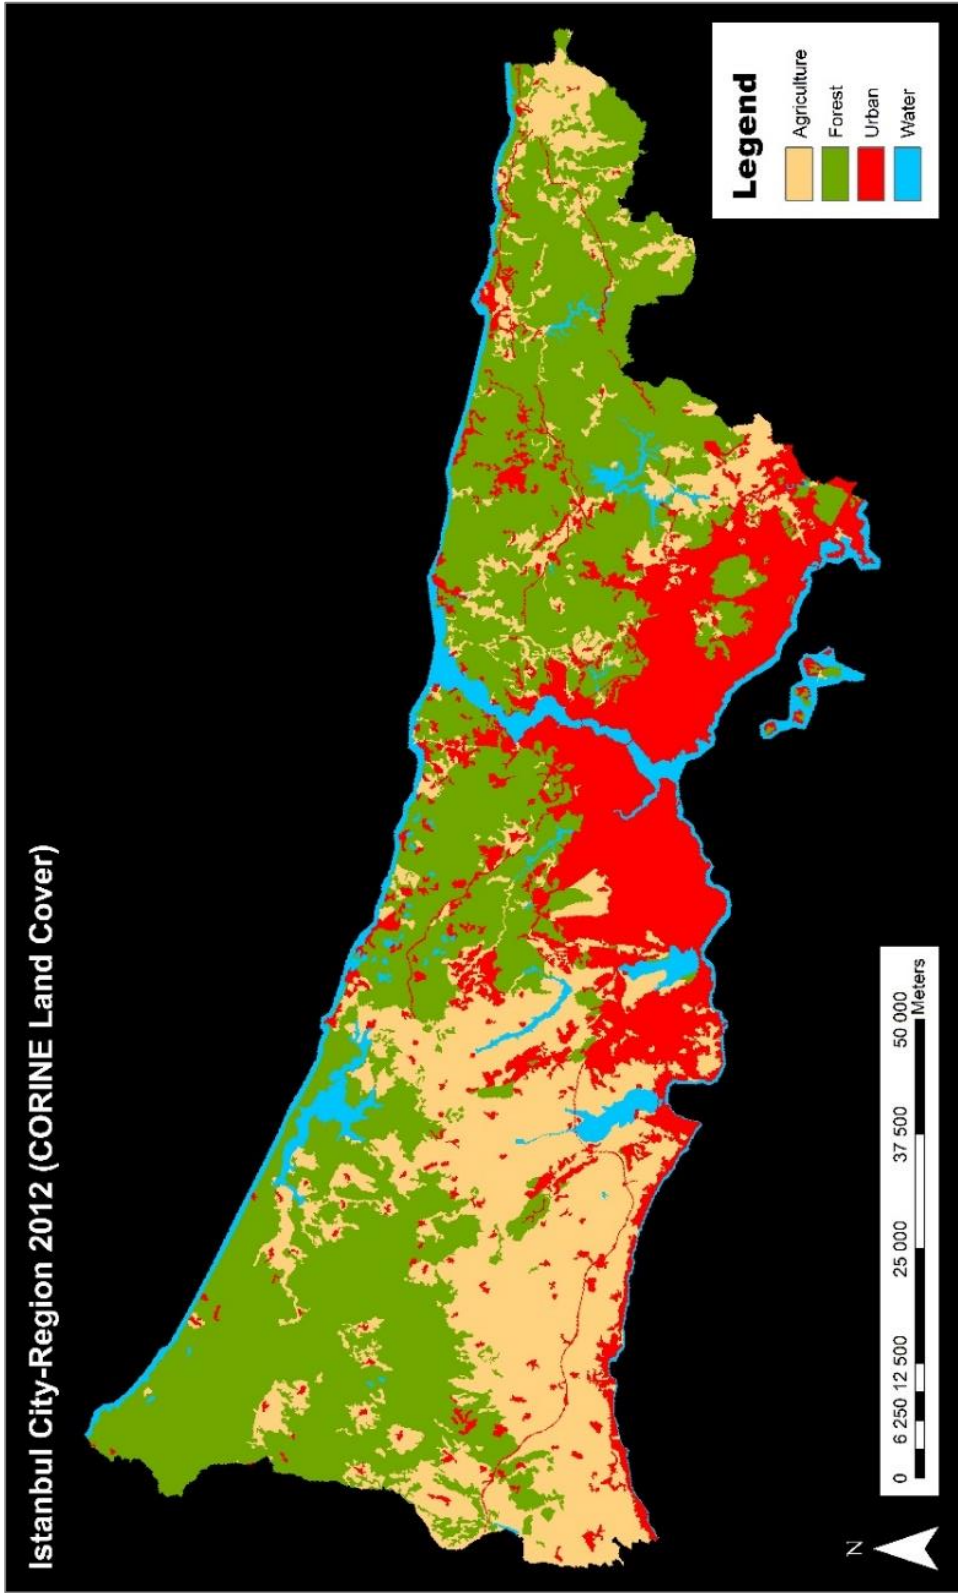 Istanbul City-Region 2012 (CORINE Land Cover)
Legend
Agriculture
Forest
Urban
Water
N
0 6 250 12 500 25 000 37 500 50 000
Meters